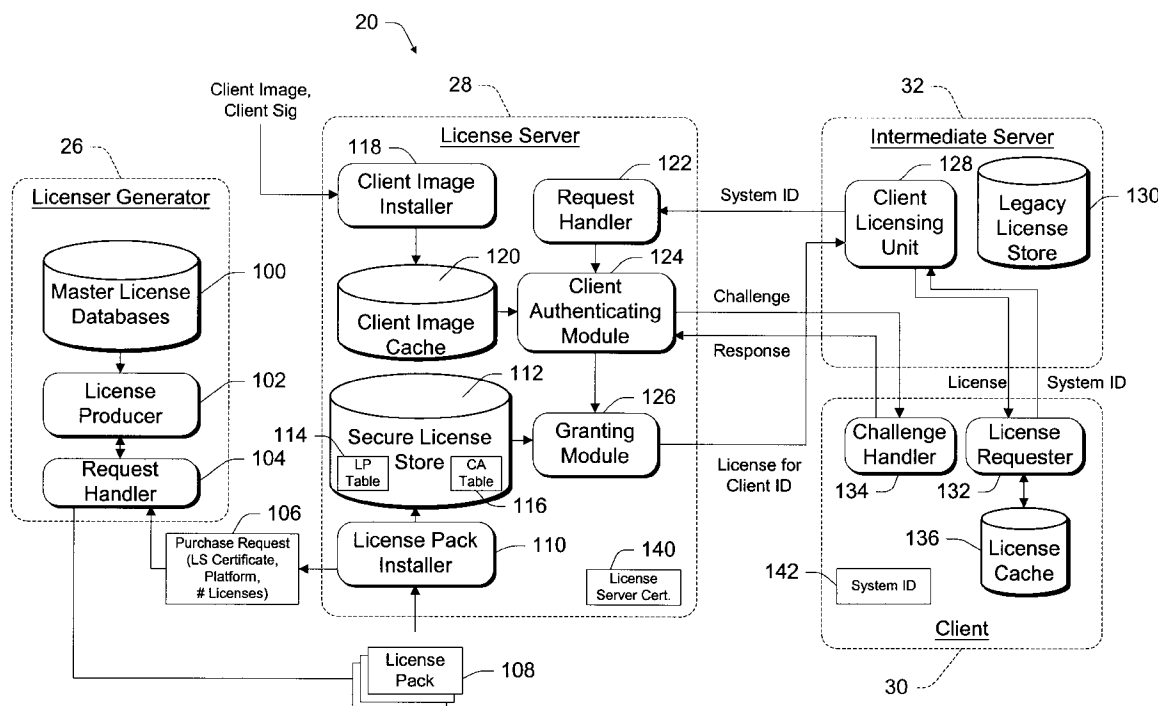 20
Client Image,
Client Sig
28
License Server
118
Client Image
Installer
122
Request
Handler
120
Client Image
Cache
124
Client
Authenticating
Module
112
Secure License
Store
114
LP
Table
CA
Table
116
126
Granting
Module
License Pack
Installer
110
140
License
Server Cert.
26
Licenser Generator
100
Master License
Databases
102
License
Producer
104
Request
Handler
106
Purchase Request
(LS Certificate,
Platform,
# Licenses)
License
Pack
108
System ID
Challenge
Response
License for
Client ID
32
Intermediate Server
128
Client
Licensing
Unit
Legacy
License
Store
130
License
System ID
Challenge
Handler
134
License
Requester
132
136
License
Cache
142
System ID
Client
30